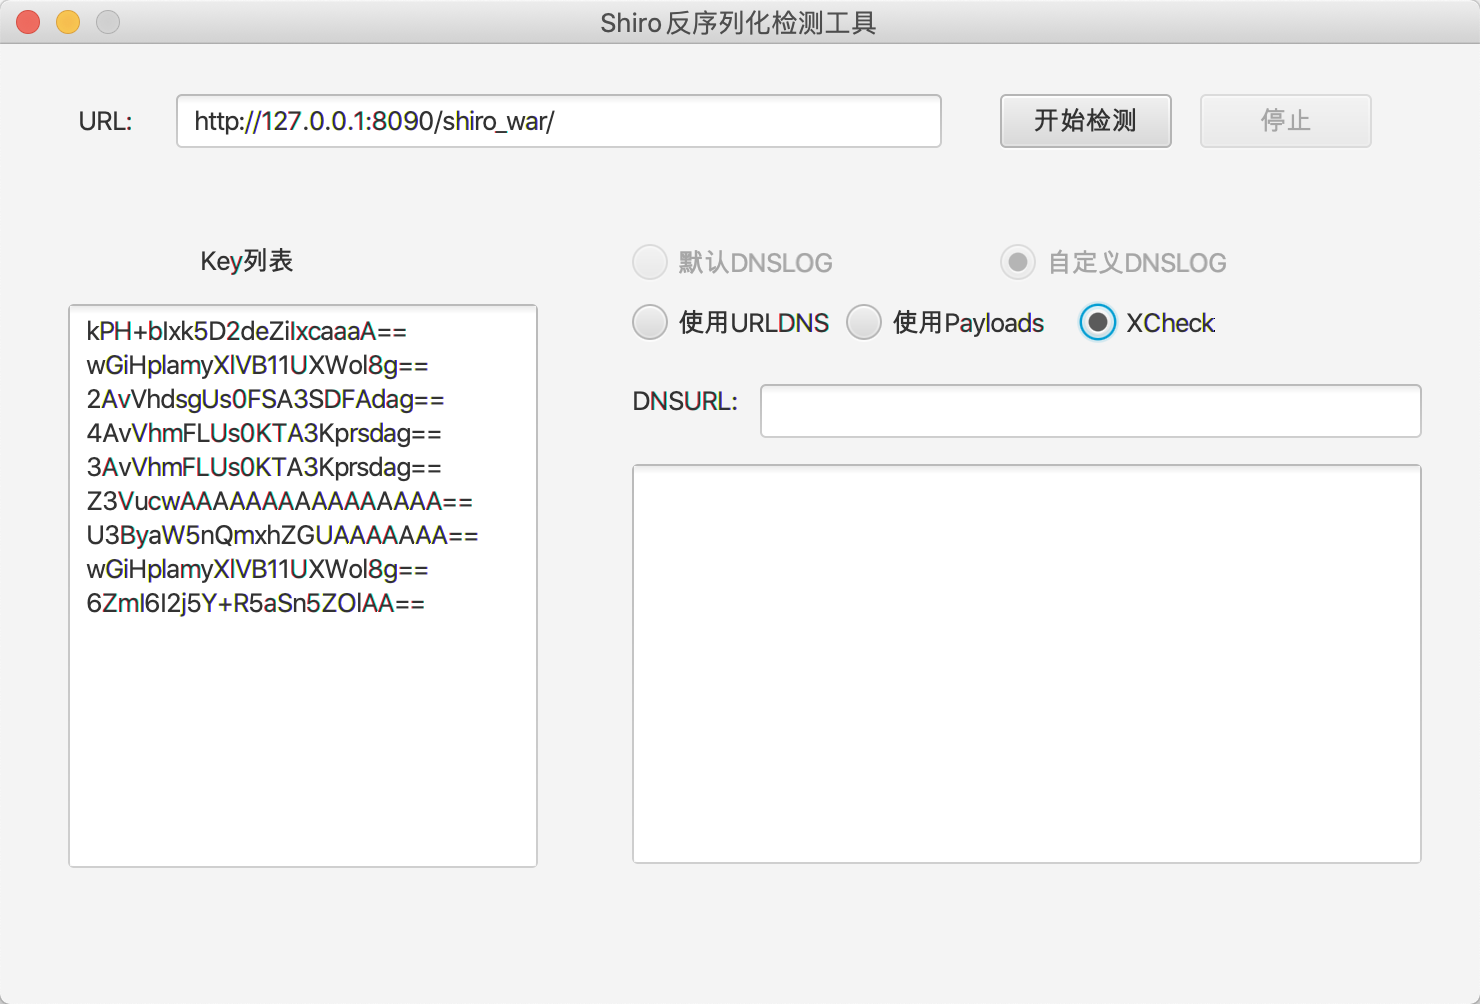 Shiro反序列化检测工具
URL:
http://127.0.0.1:8090/shiro_war/
开始检测
停止
Key列表
kPH+bIxk5D2deZiIxcaaaA==
wGiHplamyXlVB11UXWol8g==
2AvVhdsgUs0FSA3SDFAdag==
4AvVhmFLUs0KTA3Kprsdag==
3AvVhmFLUs0KTA3Kprsdag==
Z3VucwAAAAAAAAAAAAAAAA==
U3ByaW5nQmxhZGUAAAAAAA==
wGiHplamyXlVB11UXWol8g==
6ZmI6I2j5Y+R5aSn5ZOlAA==
默认DNSLOG
自定义DNSLOG
使用URLDNS
使用Payloads
XCheck
DNSURL: